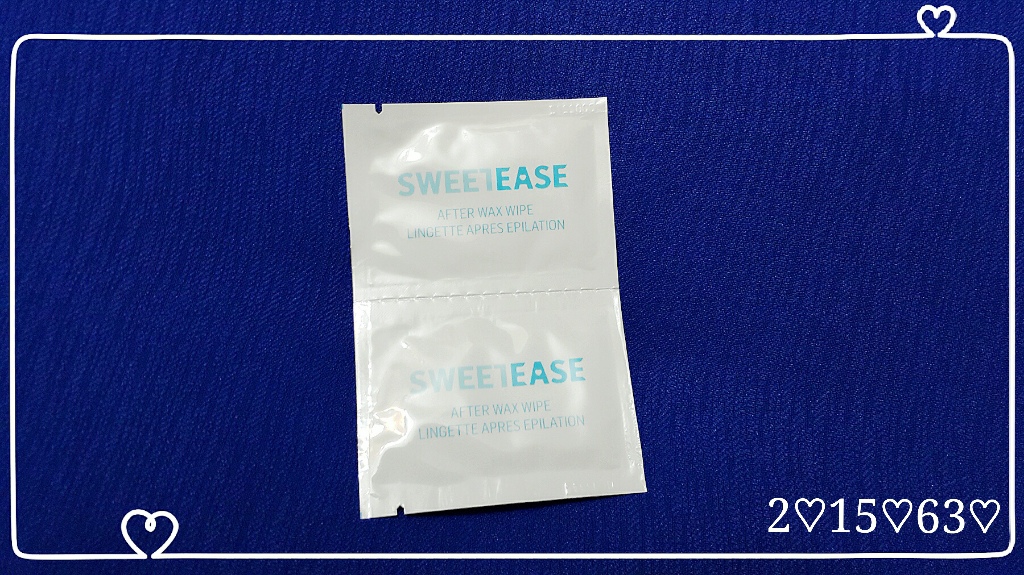 SWEETEASE
AFTER WAX WIPE
LINGETTE APRES EPILATION
SWEETEASE
AFTER WAX WIPE
LINGETTE APRES EPILATION
2♡15♡63♡